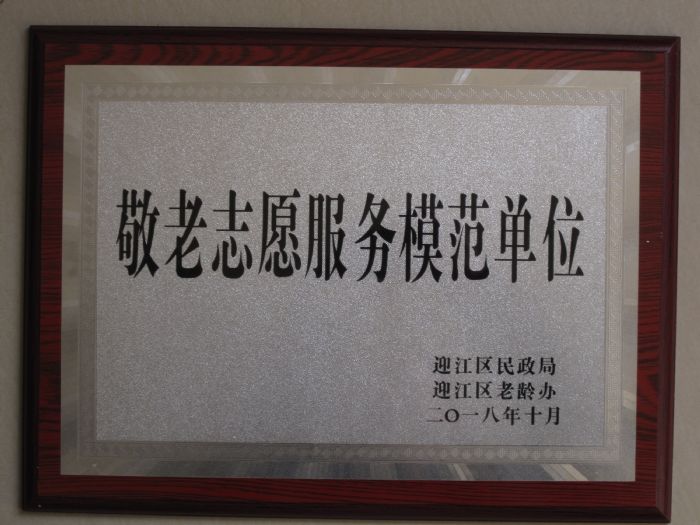 敬老志愿服务模范单位
迎江区民政局
迎江区老龄办
二〇一八年十月